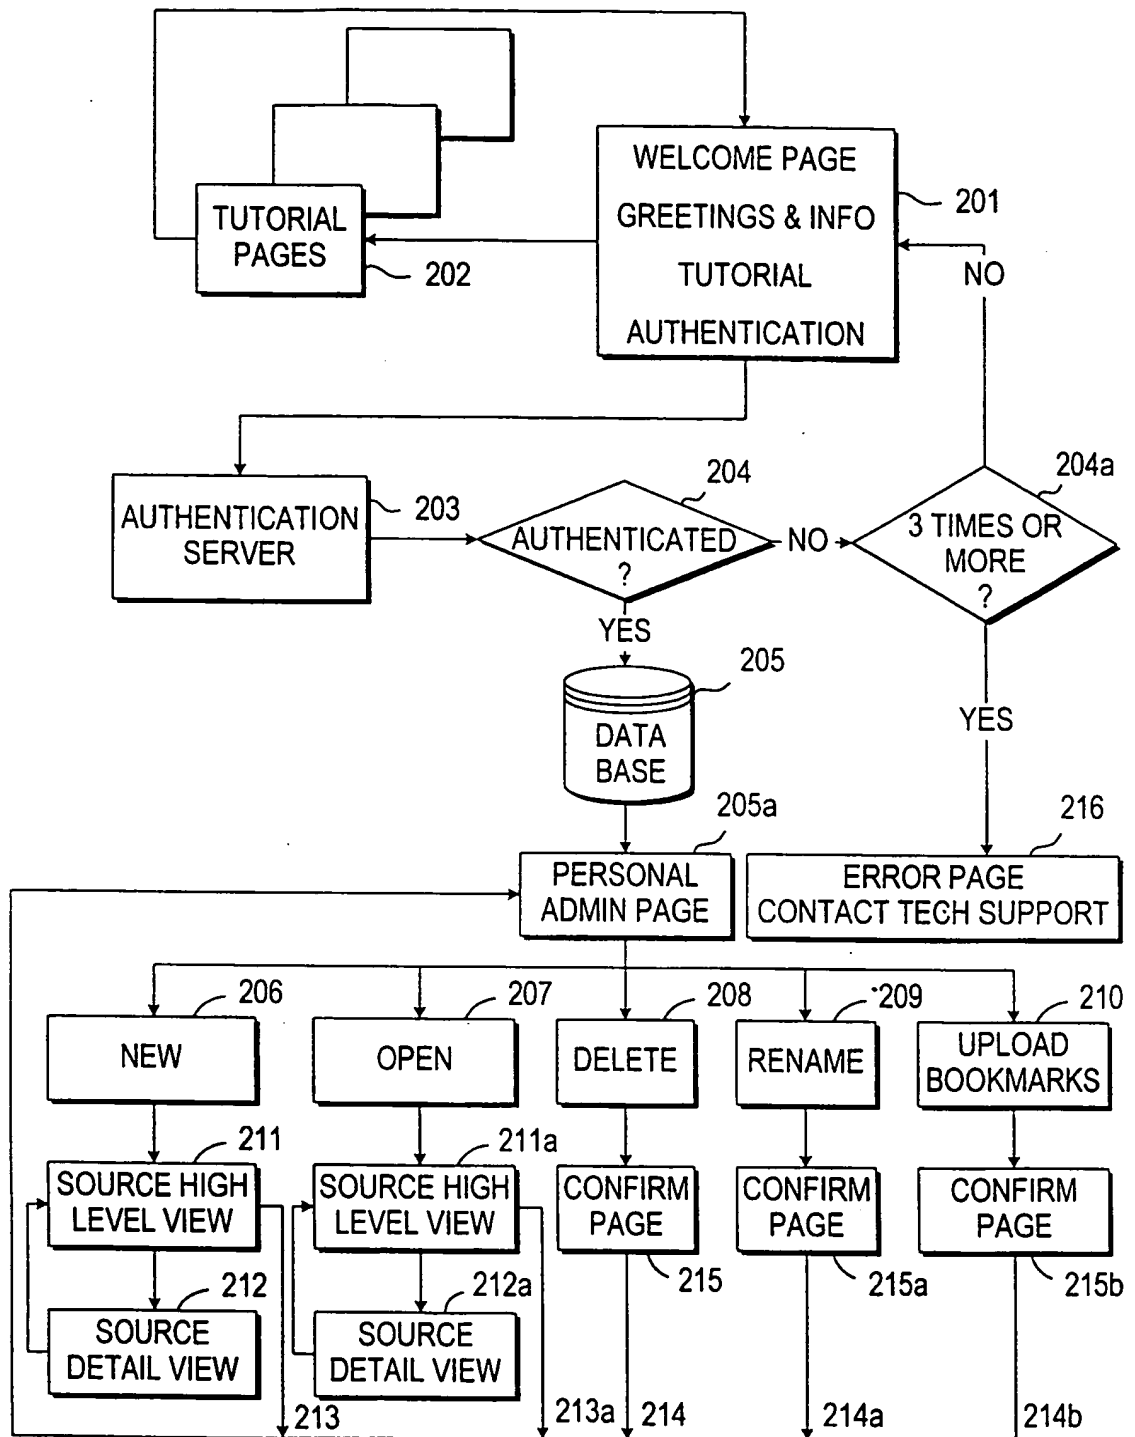 WELCOME PAGE
GREETINGS & INFO
TUTORIAL
AUTHENTICATION
201
TUTORIAL
PAGES
202
NO
AUTHENTICATION
SERVER
203
AUTHENTICATED
?
204
NO
3 TIMES OR
MORE
?
204a
YES
DATA
BASE
205
YES
PERSONAL
ADMIN PAGE
205a
ERROR PAGE
CONTACT TECH SUPPORT
216
NEW
206
OPEN
207
DELETE
208
RENAME
209
UPLOAD
BOOKMARKS
210
SOURCE HIGH
LEVEL VIEW
211
SOURCE HIGH
LEVEL VIEW
211a
CONFIRM
PAGE
215
CONFIRM
PAGE
215a
CONFIRM
PAGE
215b
SOURCE
DETAIL VIEW
212
SOURCE
DETAIL VIEW
212a
213
213a
214
214a
214b